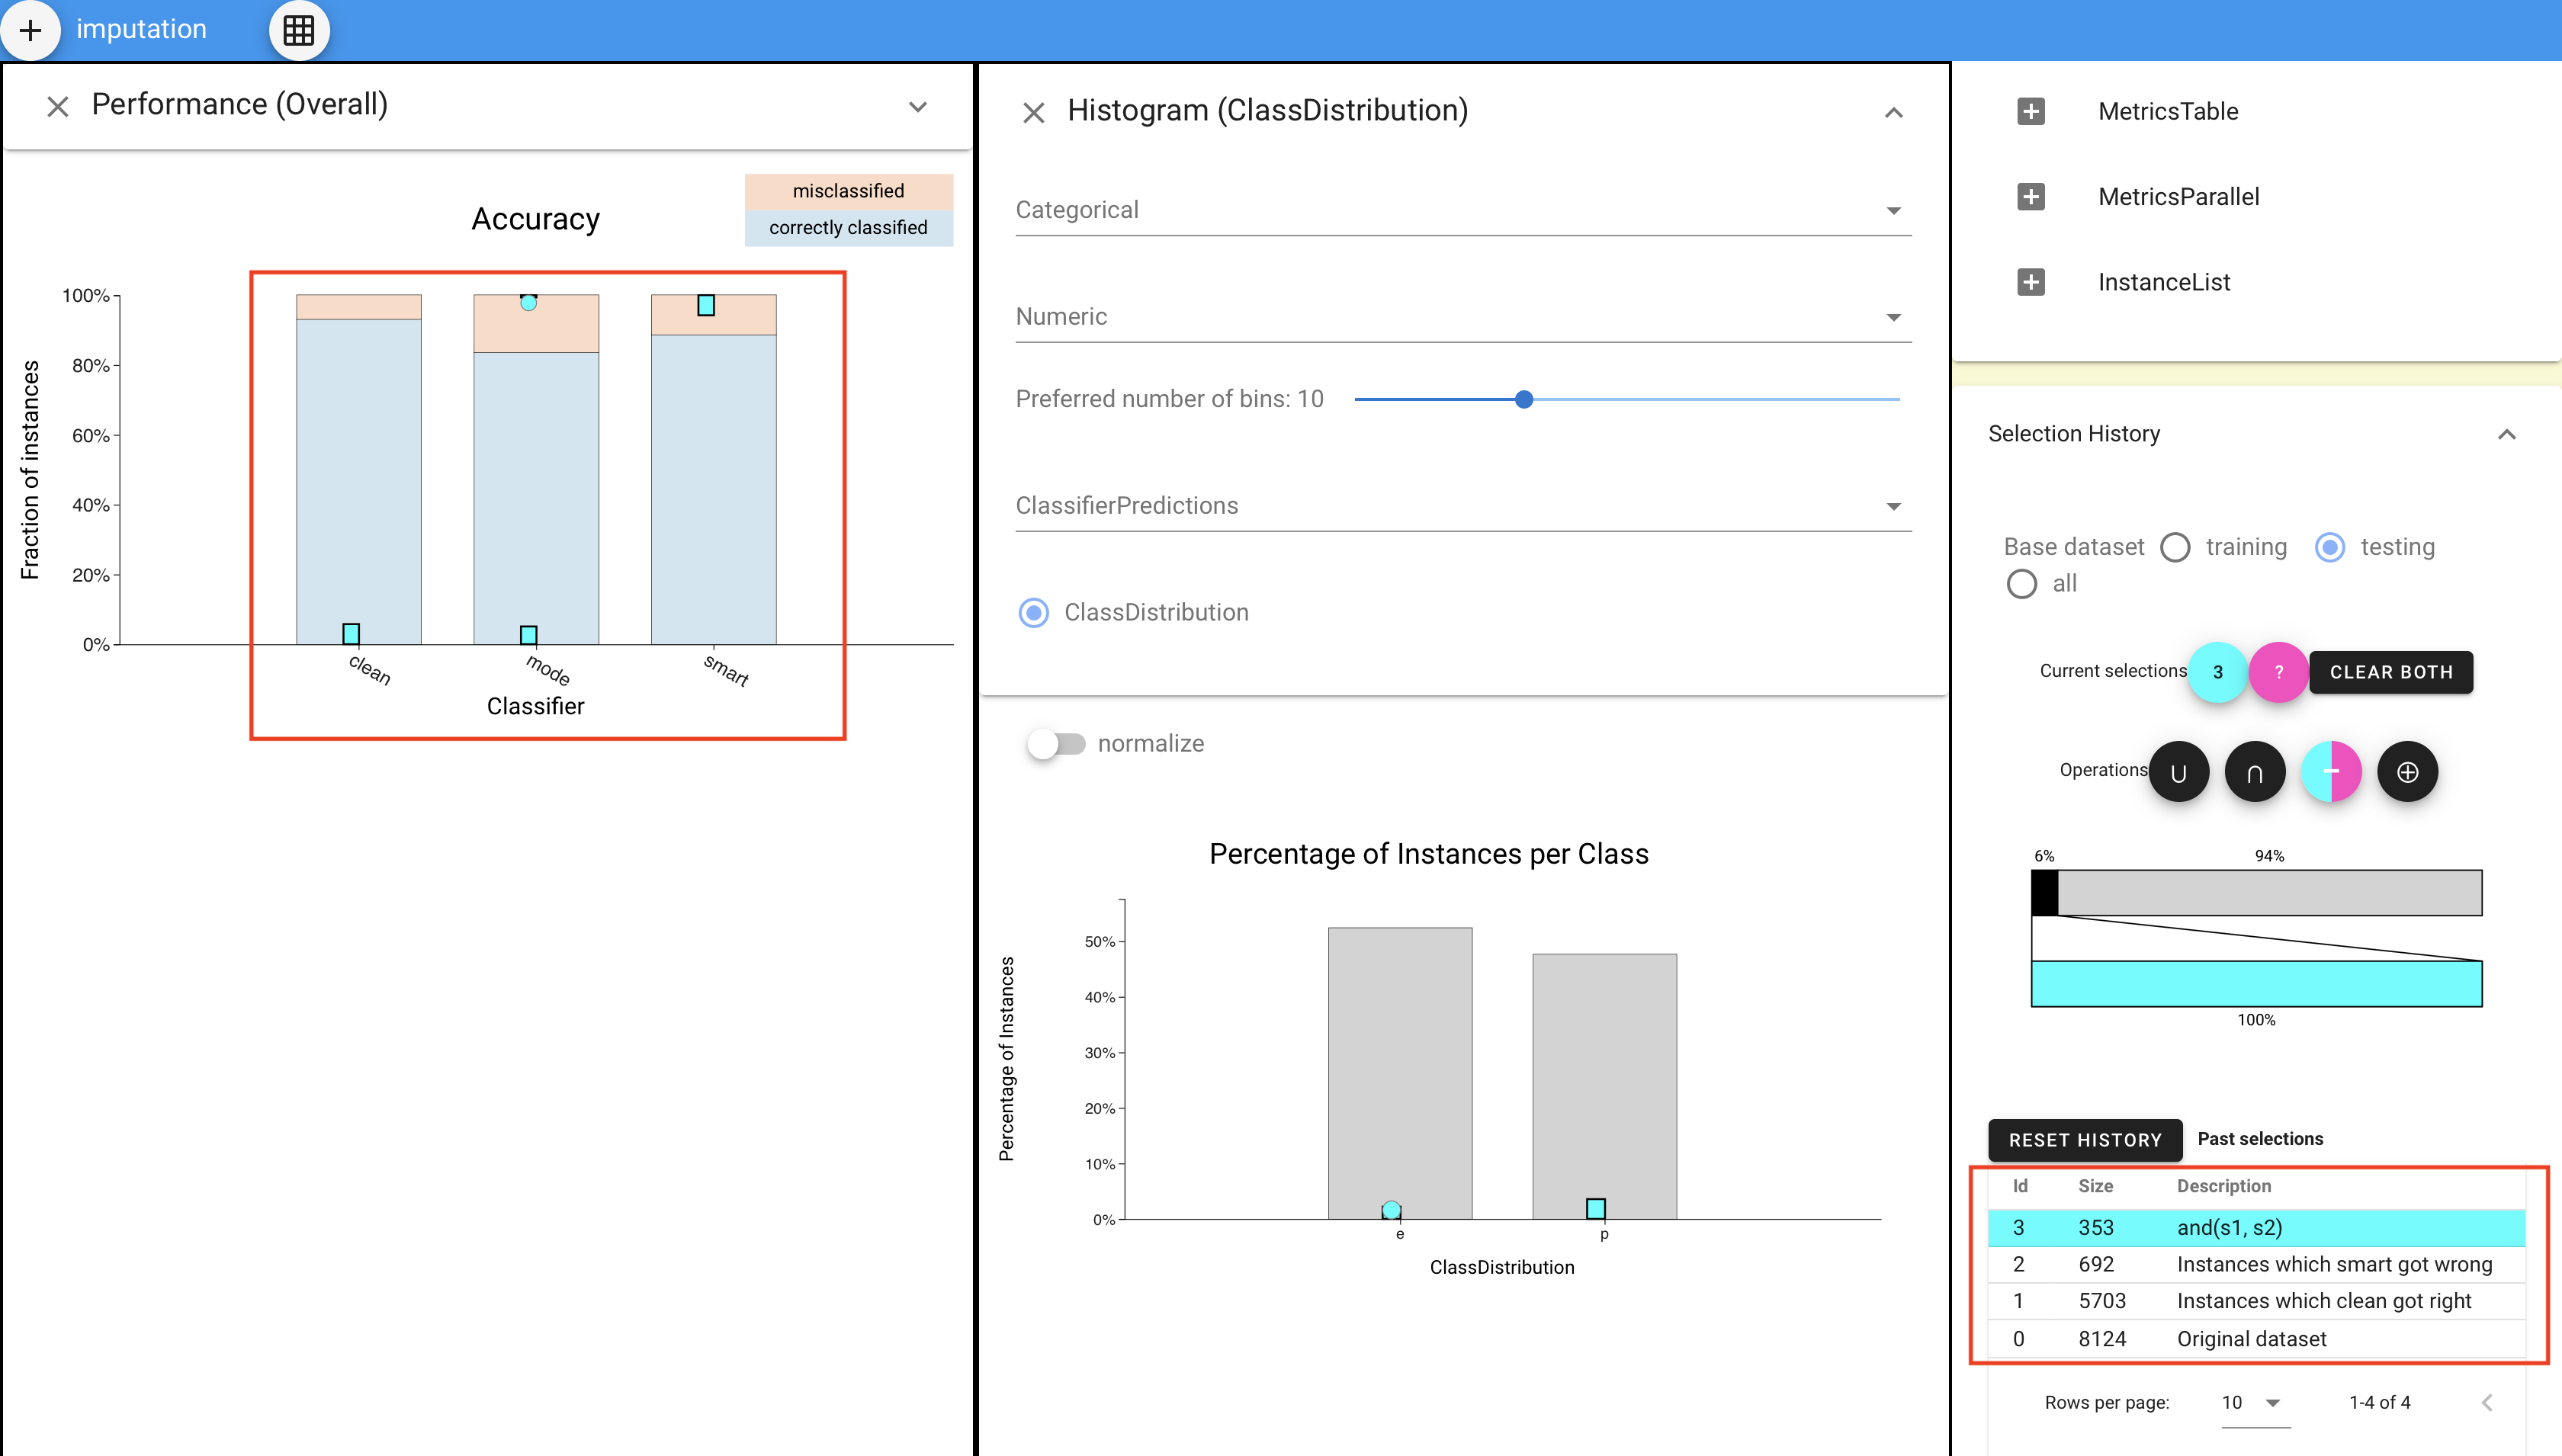 imputation
Performance (Overall)
misclassified
correctly classified
Accuracy
100%
80%
60%
40%
20%
0%
Fraction of instances
clean
mode
smart
Classifier
Histogram (ClassDistribution)
Categorical
Numeric
Preferred number of bins: 10
ClassifierPredictions
ClassDistribution
normalize
Percentage of Instances per Class
50%
40%
30%
20%
10%
0%
Percentage of Instances
e
p
ClassDistribution
MetricsTable
MetricsParallel
InstanceList
Selection History
Base dataset training testing
all
Current selections 3 ? CLEAR BOTH
Operations ∪ ∩ − ⊕
6% 94%
100%
RESET HISTORY Past selections
Id Size Description
3 353 and(s1, s2)
2 692 Instances which smart got wrong
1 5703 Instances which clean got right
0 8124 Original dataset
Rows per page: 10 1-4 of 4